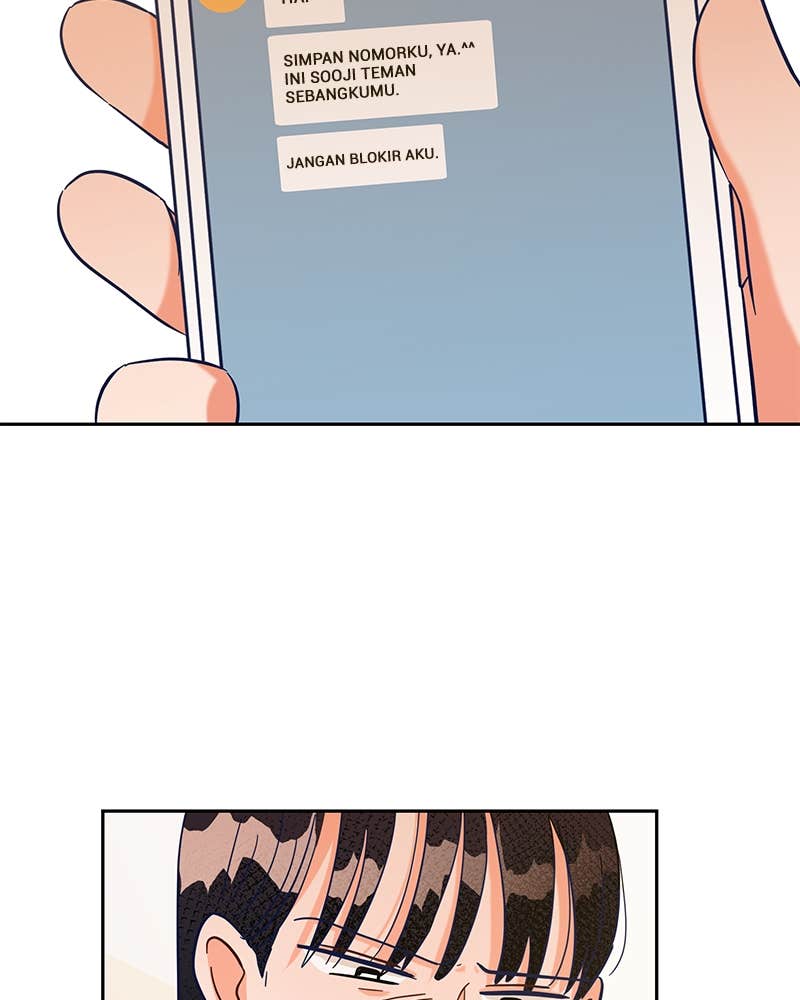 SIMPAN NOMORKU, YA.^^
INI SOOJI TEMAN
SEBANGKUMU.
JANGAN BLOKIR AKU.